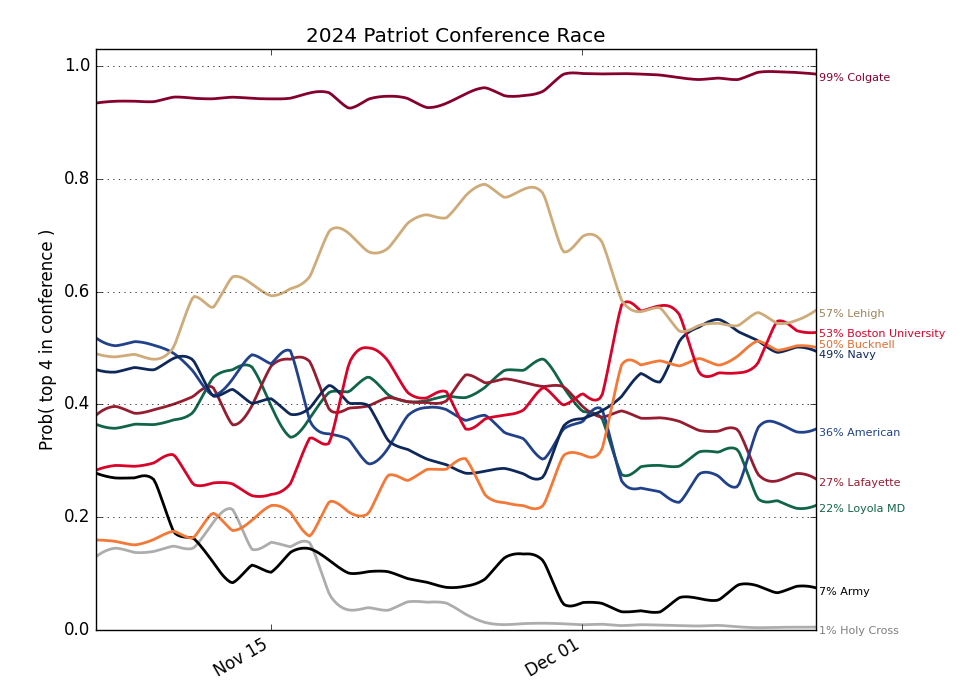 2024 Patriot Conference Race
Prob( top 4 in conference )
1.0
0.8
0.6
0.4
0.2
0.0
Nov 15
Dec 01
99% Colgate
57% Lehigh
53% Boston University
50% Bucknell
49% Navy
36% American
27% Lafayette
22% Loyola MD
7% Army
1% Holy Cross